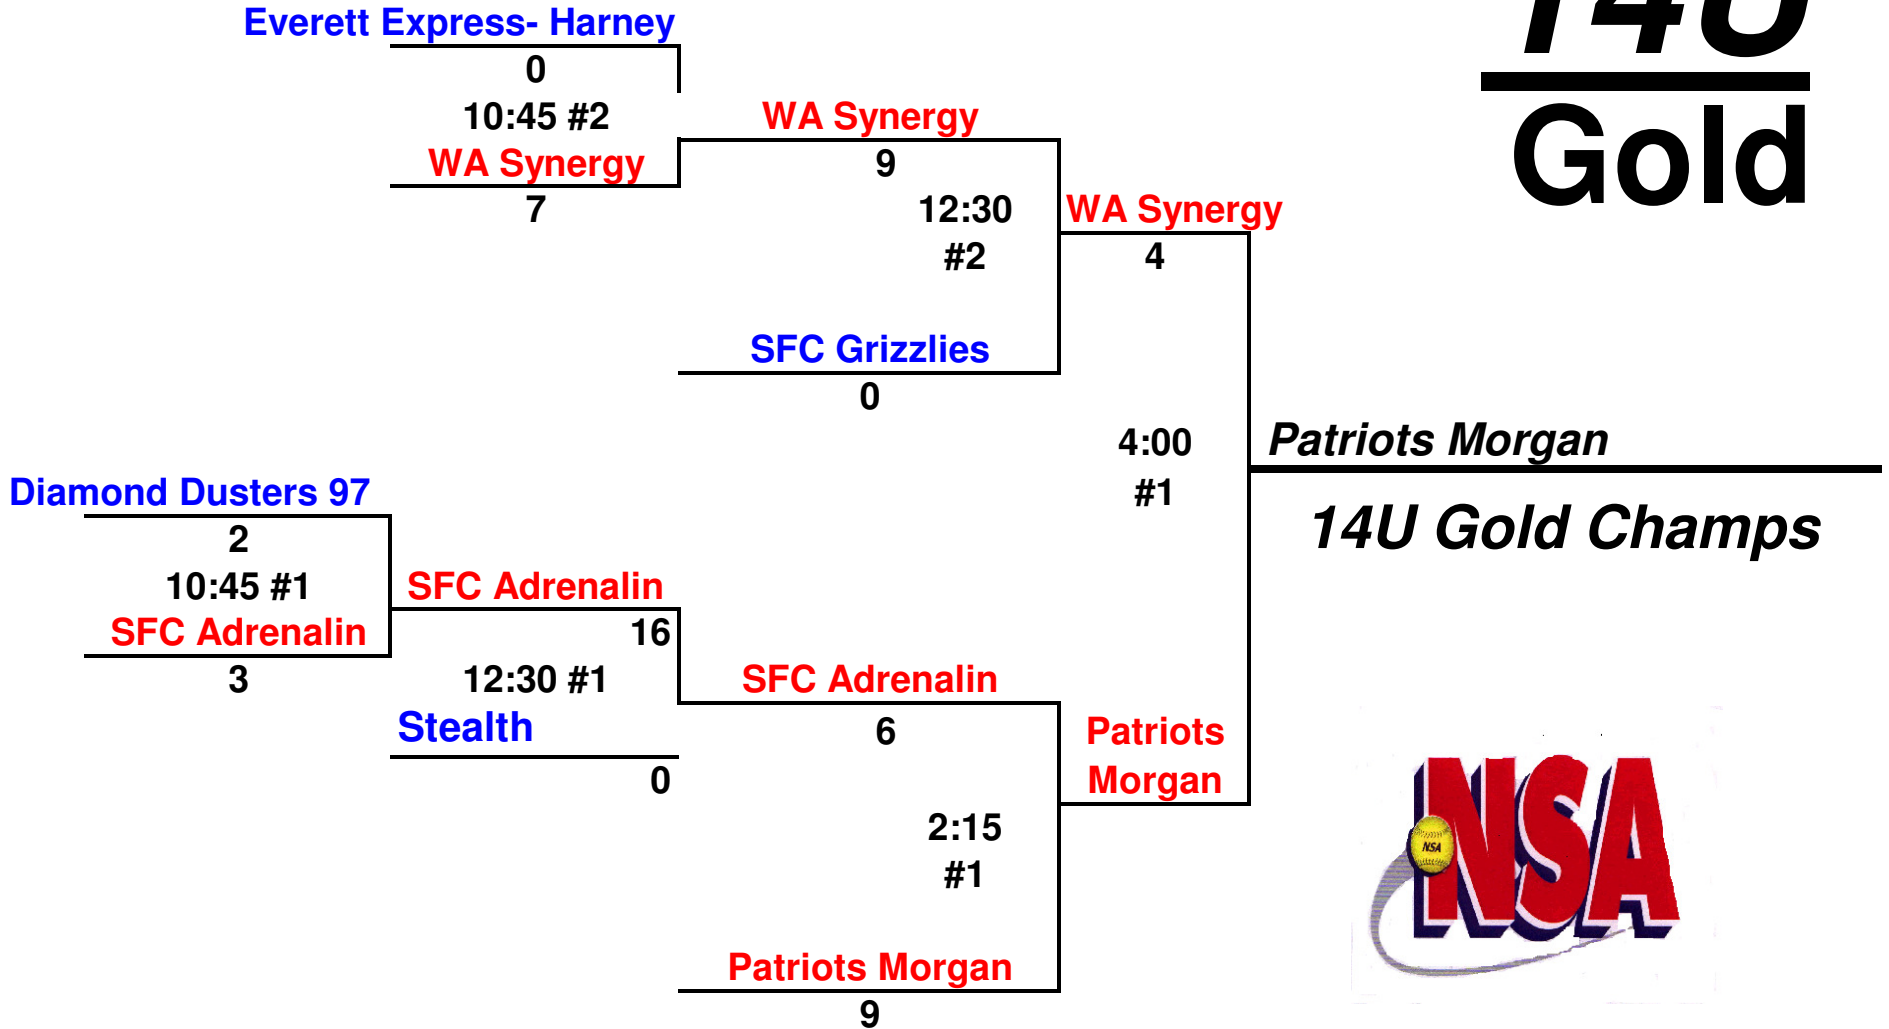 Everett Express- Harney
0
10:45 #2
WA Synergy
7
WA Synergy
9
12:30
#2
SFC Grizzlies
0
WA Synergy
4
14U
Gold
4:00
#1
Patriots Morgan
14U Gold Champs
Diamond Dusters 97
2
10:45 #1
SFC Adrenalin
3
SFC Adrenalin
16
12:30 #1
Stealth
0
SFC Adrenalin
6
2:15
#1
Patriots Morgan
9
Patriots
Morgan
NSA
NSA